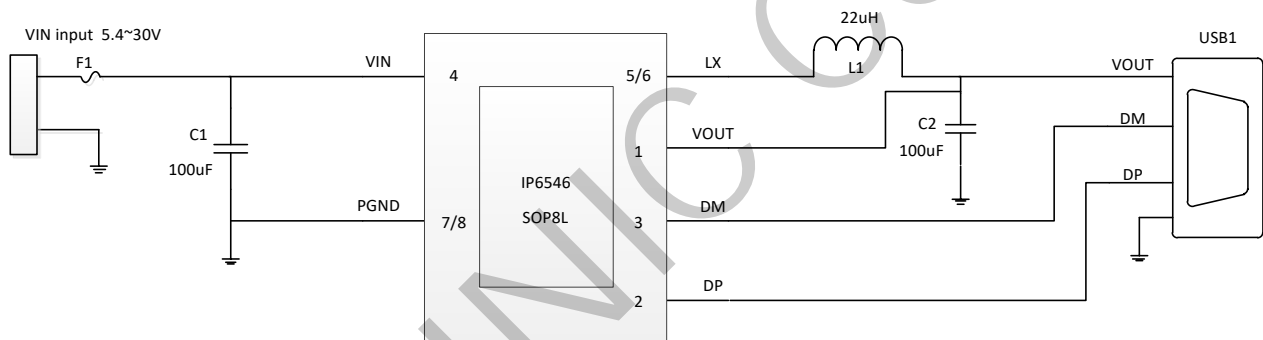 VIN input 5.4~30V
F1
VIN
4
C1
100uF
PGND
7/8
IP6546
SOP8L
5/6
LX
22uH
L1
1
VOUT
C2
100uF
3
DM
2
DP
USB1
VOUT
DM
DP